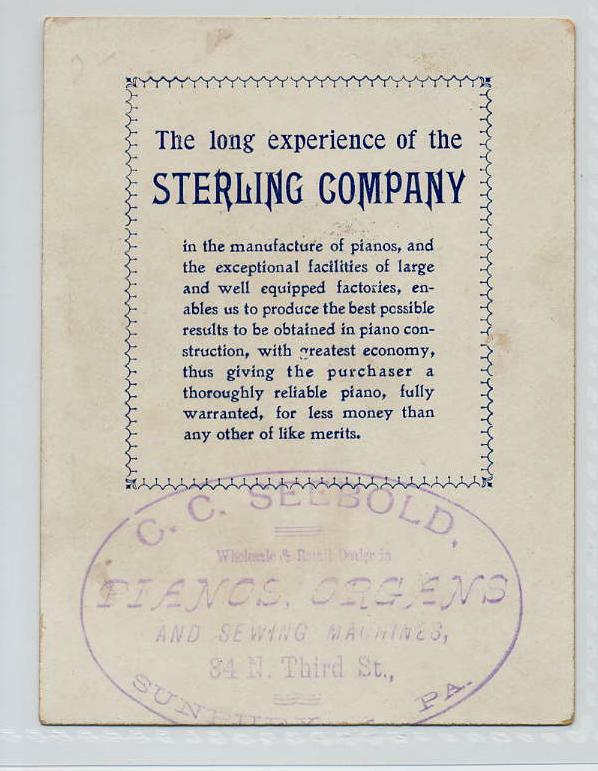 The long experience of the
STERLING COMPANY
in the manufacture of pianos, and
the exceptional facilities of large
and well equipped factories, en-
ables us to produce the best possible
results to be obtained in piano con-
struction, with greatest economy,
thus giving the purchaser a
thoroughly reliable piano, fully
warranted, for less money than
any other of like merits.
C. C. SEEBOLD,
Wholesale & Retail Dealer in
PIANOS, ORGANS
AND SEWING MACHINES,
34 N. Third St.,
SUNBURY PA.